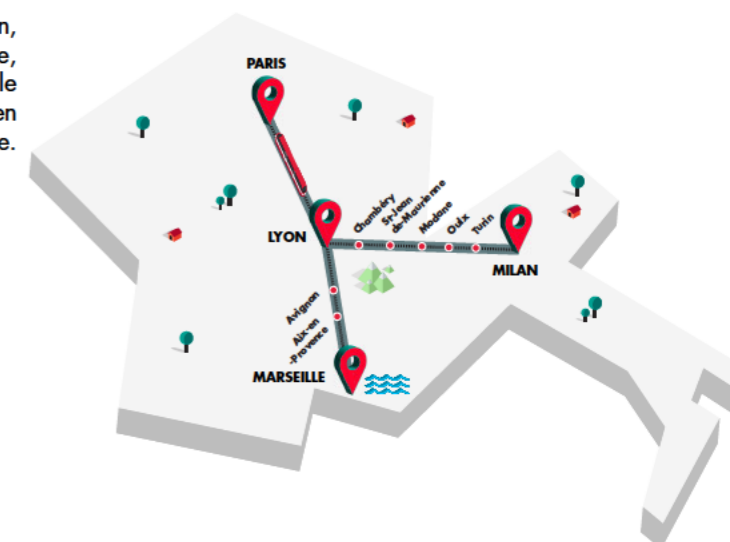 n,
e,
le
en
e.
PARIS
LYON
Chambéry
St-Jean
de-Maurienne
Modane
Oulx
Turin
MILAN
Avignon
Aix-en
-Provence
MARSEILLE